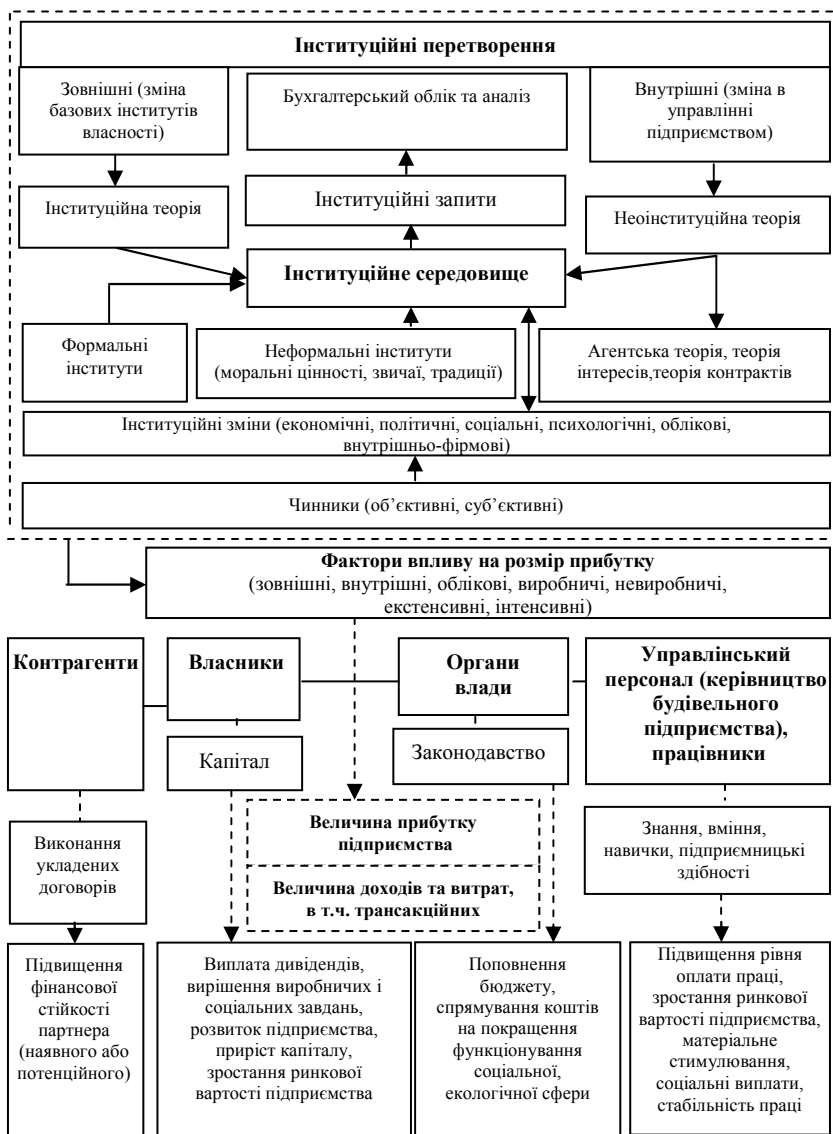 Інституційні перетворення
Зовнішні (зміна
базових інститутів
власності)
Бухгалтерський облік та аналіз
Внутрішні (зміна в
управлінні
підприємством)
Інституційна теорія
Інституційні запити
Неоінституційна теорія
Інституційне середовище
Формальні
інститути
Неформальні інститути
(моральні цінності, звичаї, традиції)
Агентська теорія, теорія
інтересів,теорія контрактів
Інституційні зміни (економічні, політичні, соціальні, психологічні, облікові,
внутрішньо-фірмові)
Чинники (об’єктивні, суб’єктивні)
Фактори впливу на розмір прибутку
(зовнішні, внутрішні, облікові, виробничі, невиробничі,
екстенсивні, інтенсивні)
Контрагенти
Власники
Органи
влади
Управлінський
персонал (керівництво
будівельного
підприємства),
працівники
Капітал
Законодавство
Виконання
укладених
договорів
Величина прибутку
підприємства
Величина доходів та витрат,
в т.ч. трансакційних
Знання, вміння,
навички, підприємницькі
здібності
Підвищення
фінансової
стійкості
партнера
(наявного або
потенційного)
Виплата дивідендів,
вирішення виробничих і
соціальних завдань,
розвиток підприємства,
приріст капіталу,
зростання ринкової
вартості підприємства
Поповнення
бюджету,
спрямування коштів
на покращення
функціонування
соціальної,
екологічної сфери
Підвищення рівня
оплати праці,
зростання ринкової
вартості підприємства,
матеріальне
стимулювання,
соціальні виплати,
стабільність праці